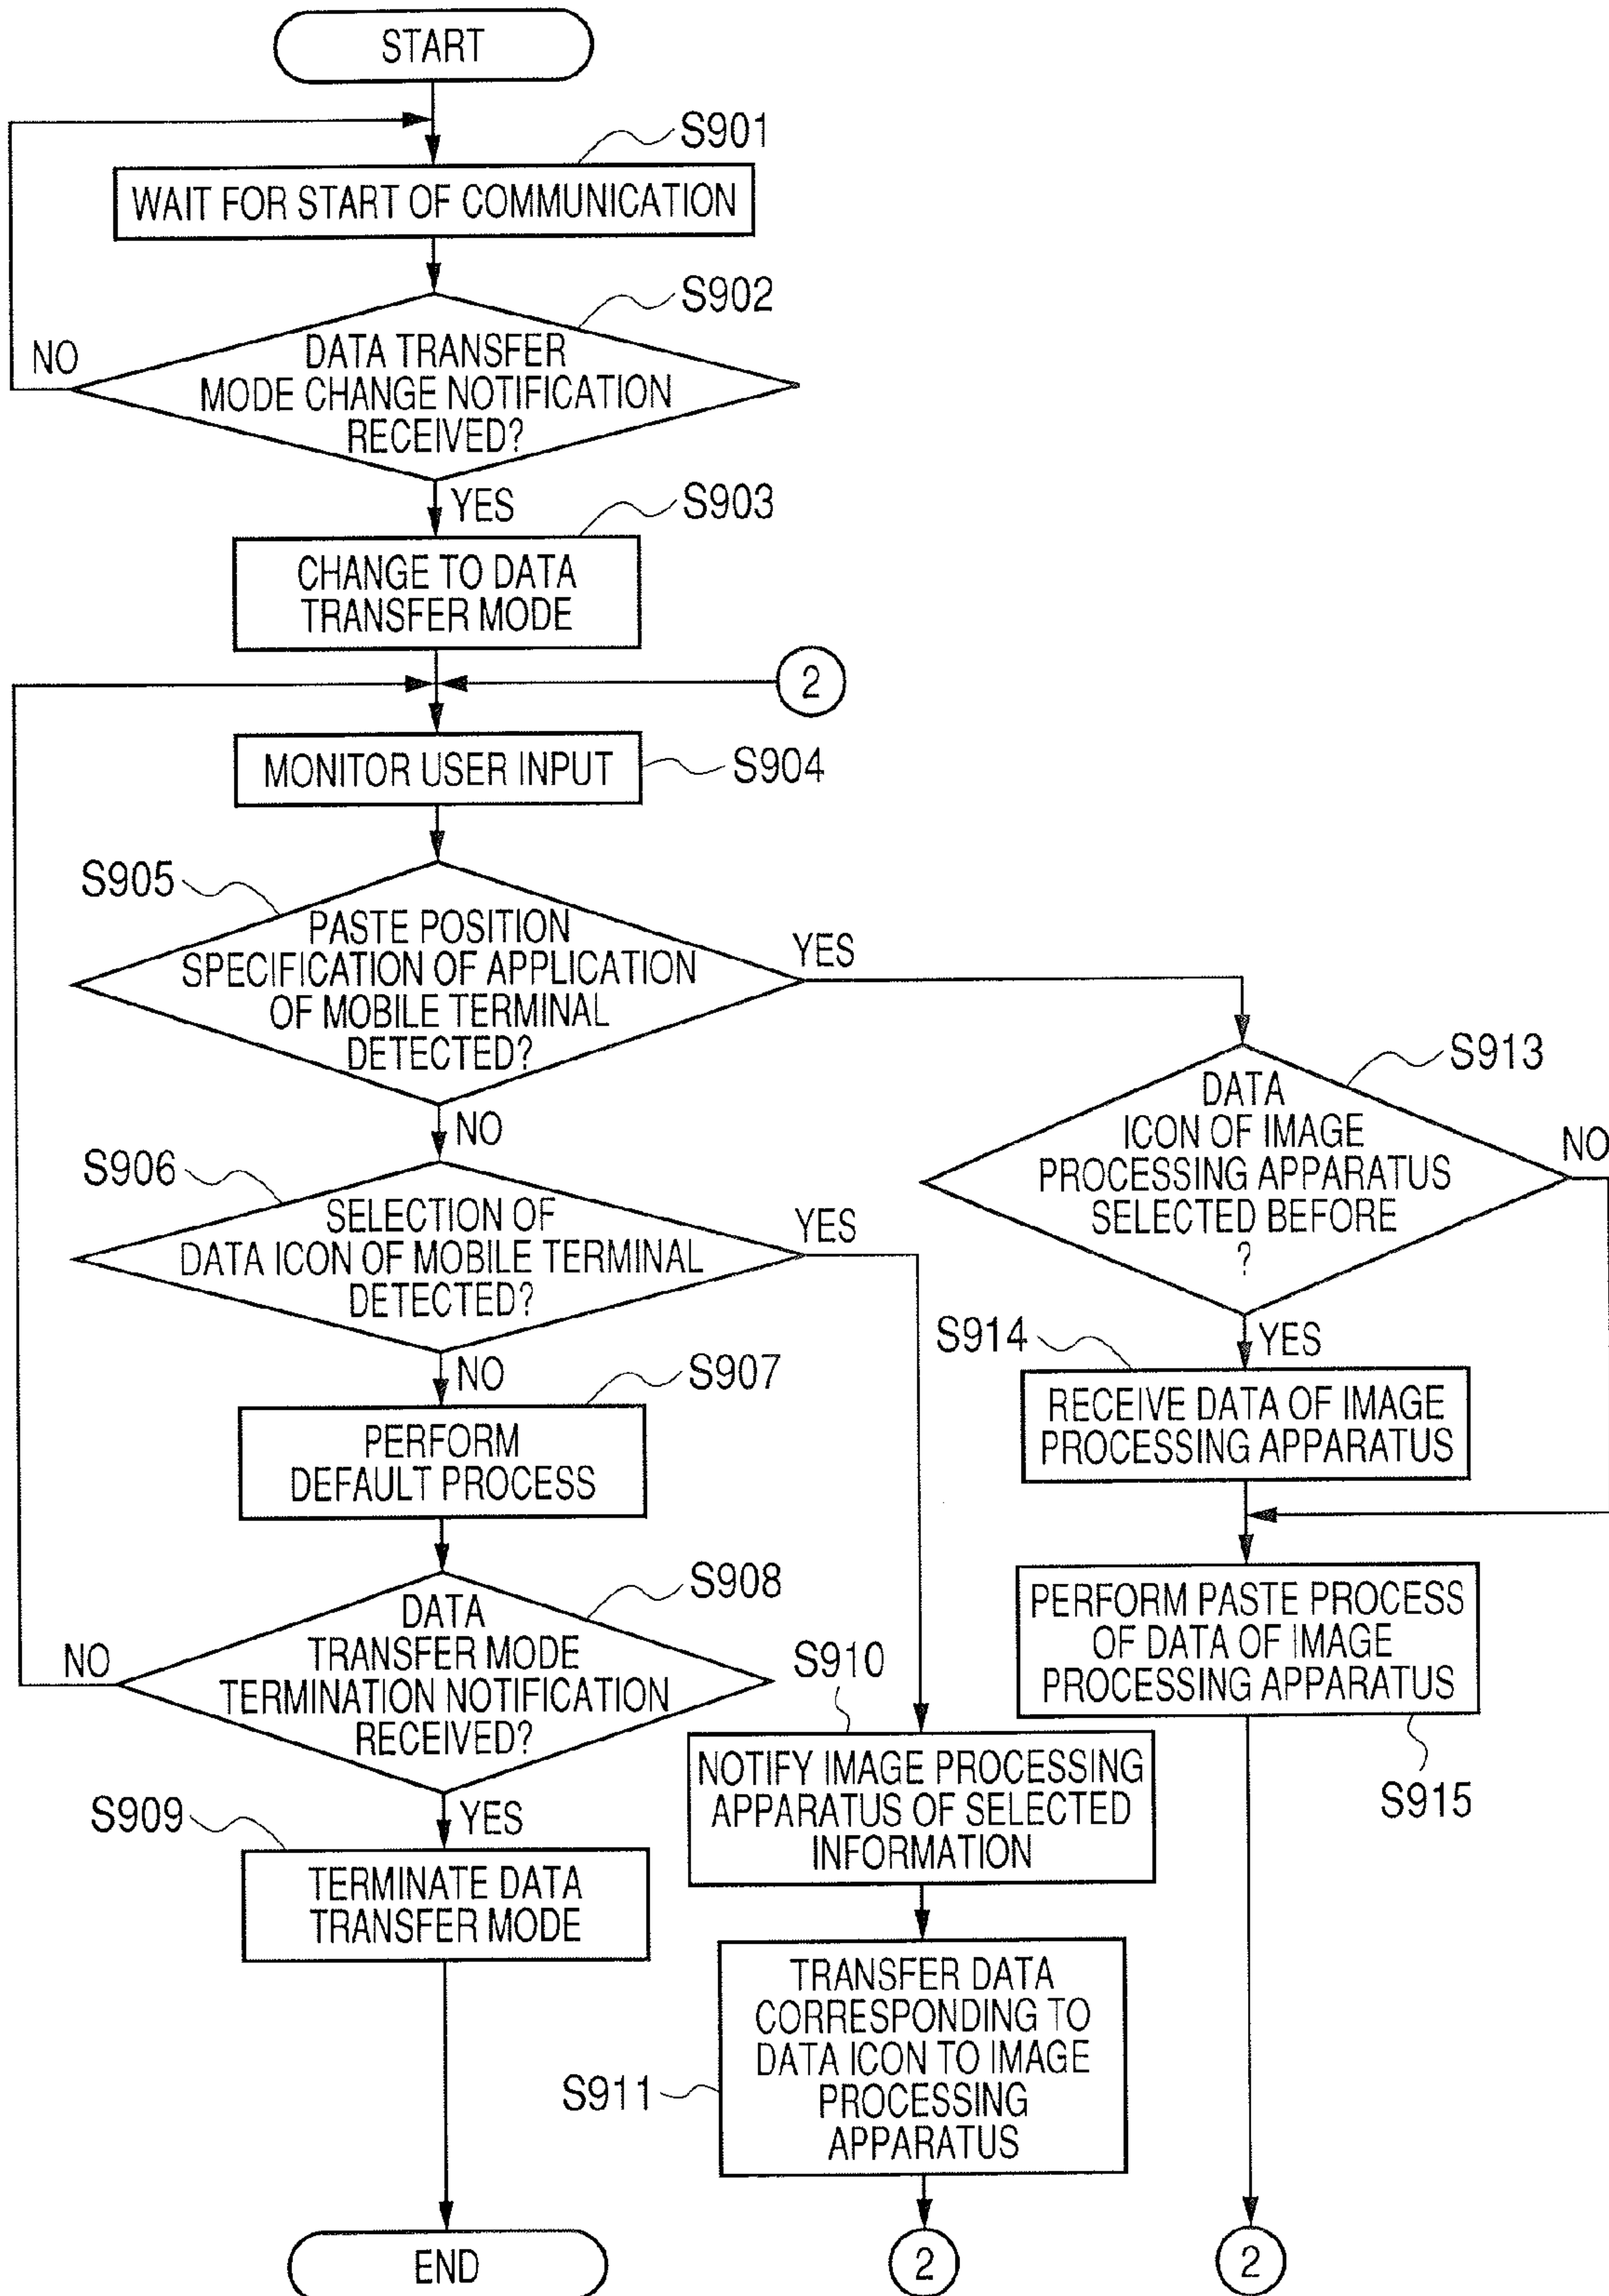 START
S901
WAIT FOR START OF COMMUNICATION
S902
DATA TRANSFER
MODE CHANGE NOTIFICATION
RECEIVED?
NO
YES
S903
CHANGE TO DATA
TRANSFER MODE
2
MONITOR USER INPUT
S904
S905
PASTE POSITION
SPECIFICATION OF APPLICATION
OF MOBILE TERMINAL
DETECTED?
YES
NO
S913
DATA
ICON OF IMAGE
PROCESSING APPARATUS
SELECTED BEFORE
?
NO
YES
S906
SELECTION OF
DATA ICON OF MOBILE TERMINAL
DETECTED?
YES
NO
S914
RECEIVE DATA OF IMAGE
PROCESSING APPARATUS
S907
PERFORM
DEFAULT PROCESS
S908
DATA
TRANSFER MODE
TERMINATION NOTIFICATION
RECEIVED?
NO
YES
PERFORM PASTE PROCESS
OF DATA OF IMAGE
PROCESSING APPARATUS
S915
S910
NOTIFY IMAGE PROCESSING
APPARATUS OF SELECTED
INFORMATION
S909
TERMINATE DATA
TRANSFER MODE
S911
TRANSFER DATA
CORRESPONDING TO
DATA ICON TO IMAGE
PROCESSING
APPARATUS
END
2
2